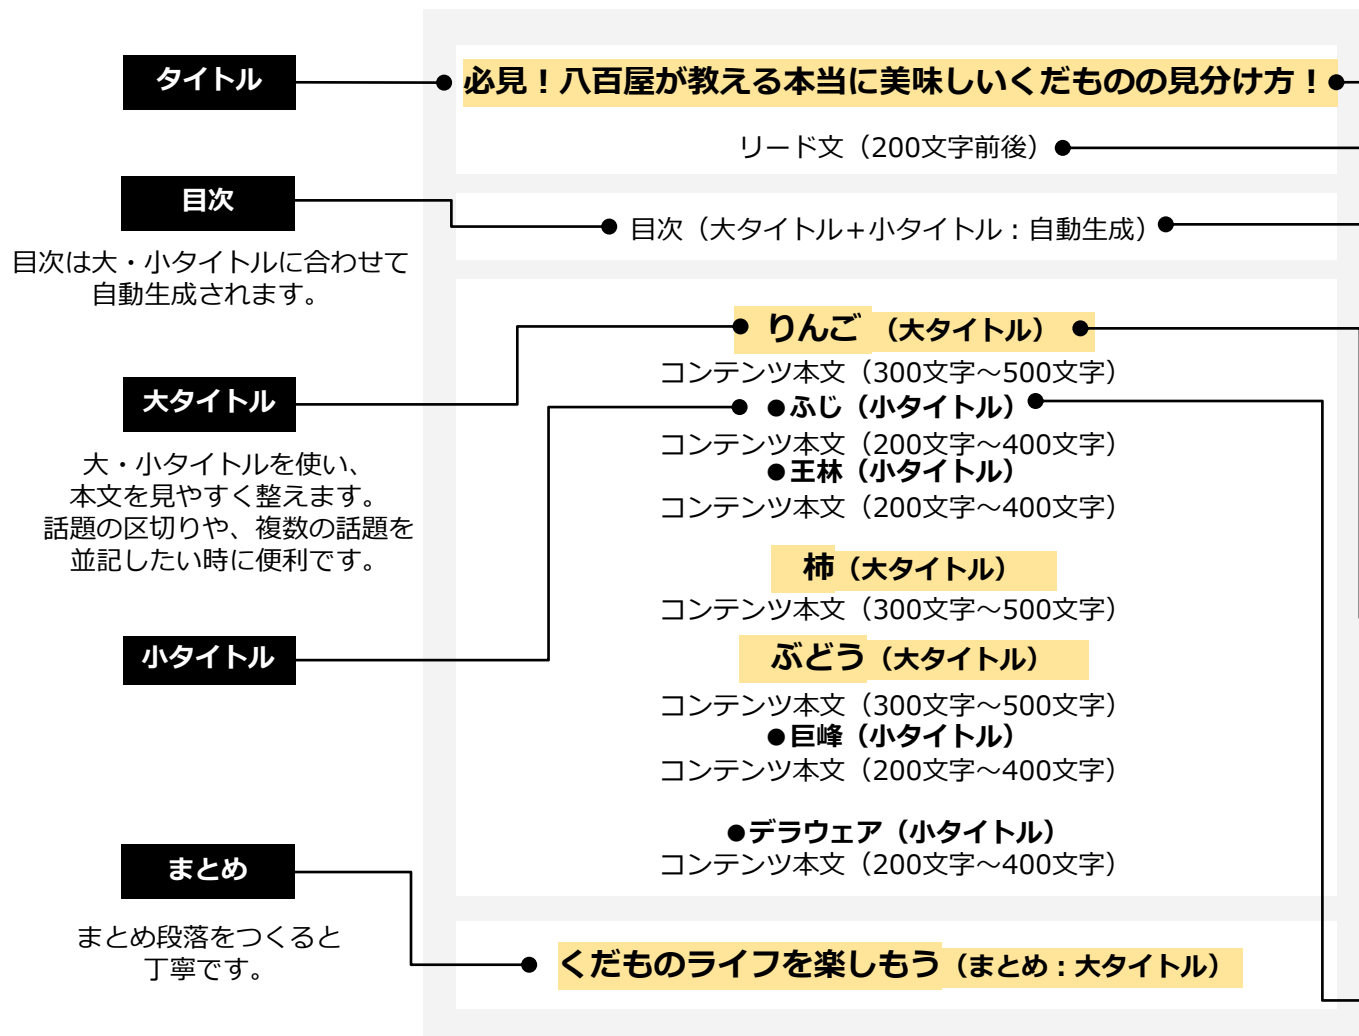 タイトル
必見！八百屋が教える本当に美味しいくだものの見分け方！
リード文（200文字前後）
目次
目次（大タイトル＋小タイトル：自動生成）
目次は大・小タイトルに合わせて
自動生成されます。
りんご （大タイトル）
コンテンツ本文（300文字～500文字）
大タイトル
●ふじ（小タイトル）
コンテンツ本文（200文字～400文字）
●王林（小タイトル）
コンテンツ本文（200文字～400文字）
大・小タイトルを使い、
本文を見やすく整えます。
話題の区切りや、複数の話題を
並記したい時に便利です。
柿（大タイトル）
コンテンツ本文（300文字～500文字）
小タイトル
ぶどう（大タイトル）
コンテンツ本文（300文字～500文字）
●巨峰（小タイトル）
コンテンツ本文（200文字～400文字）
●デラウェア（小タイトル）
コンテンツ本文（200文字～400文字）
まとめ
まとめ段落をつくると
丁寧です。
くだものライフを楽しもう（まとめ：大タイトル）